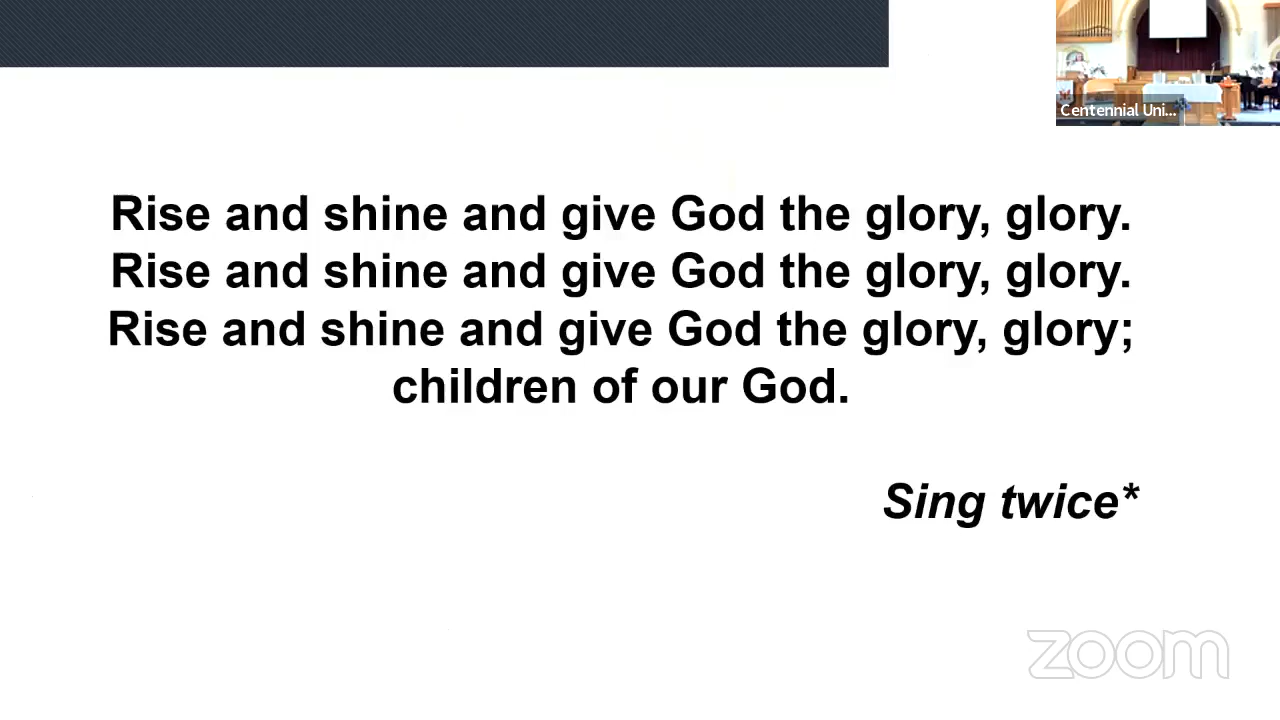 Centennial Uni...
Rise and shine and give God the glory, glory.
Rise and shine and give God the glory, glory.
Rise and shine and give God the glory, glory;
children of our God.
Sing twice*
zoom